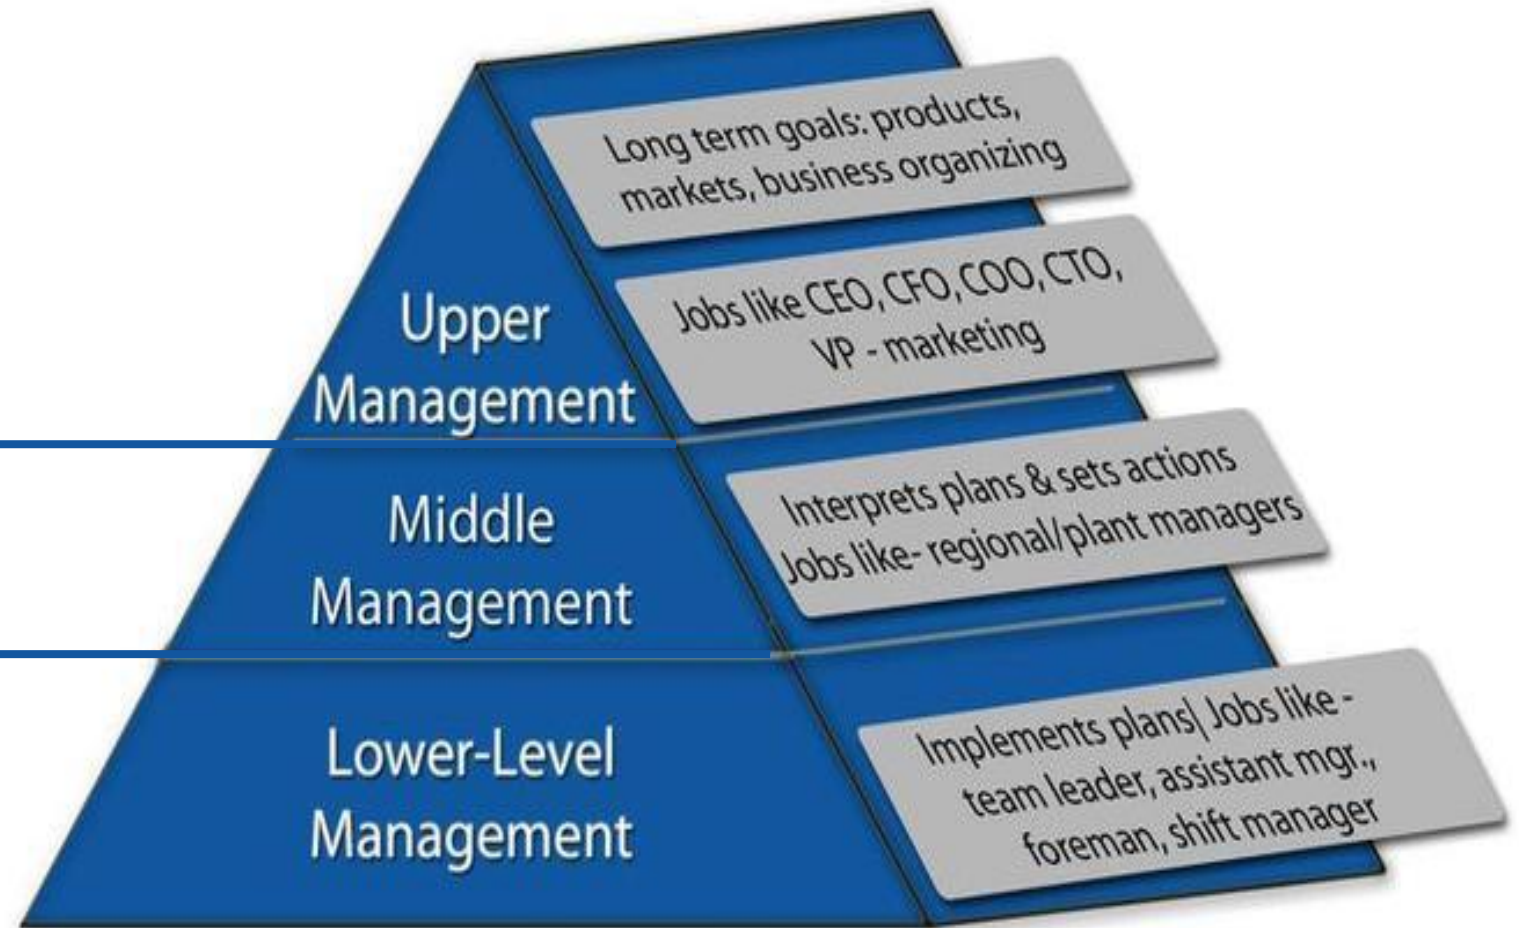 Long term goals: products,
markets, business organizing
Jobs like CEO, CFO, COO, CTO,
VP - marketing
Upper
Management
Interprets plans & sets actions
Jobs like- regional/plant managers
Middle
Management
Implements plans| Jobs like -
team leader, assistant mgr.,
foreman, shift manager
Lower-Level
Management